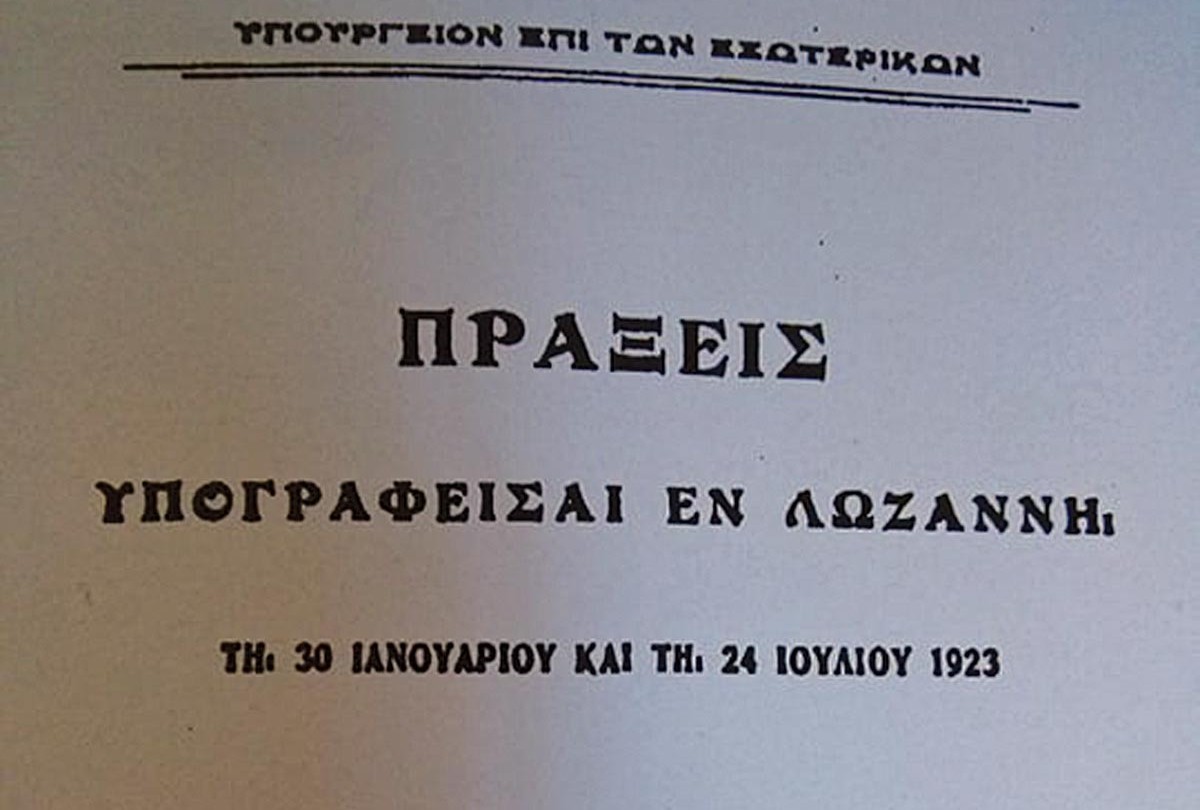 ΥΠΟΥΡΓΕΙΟΝ ΕΠΙ ΤΩΝ ΕΞΩΤΕΡΙΚΩΝ
ΠΡΑΞΕΙΣ
ΥΠΟΓΡΑΦΕΙΣΑΙ ΕΝ ΛΩΖΑΝΝΗι
ΤΗι 30 ΙΑΝΟΥΑΡΙΟΥ ΚΑΙ ΤΗι 24 ΙΟΥΛΙΟΥ 1923